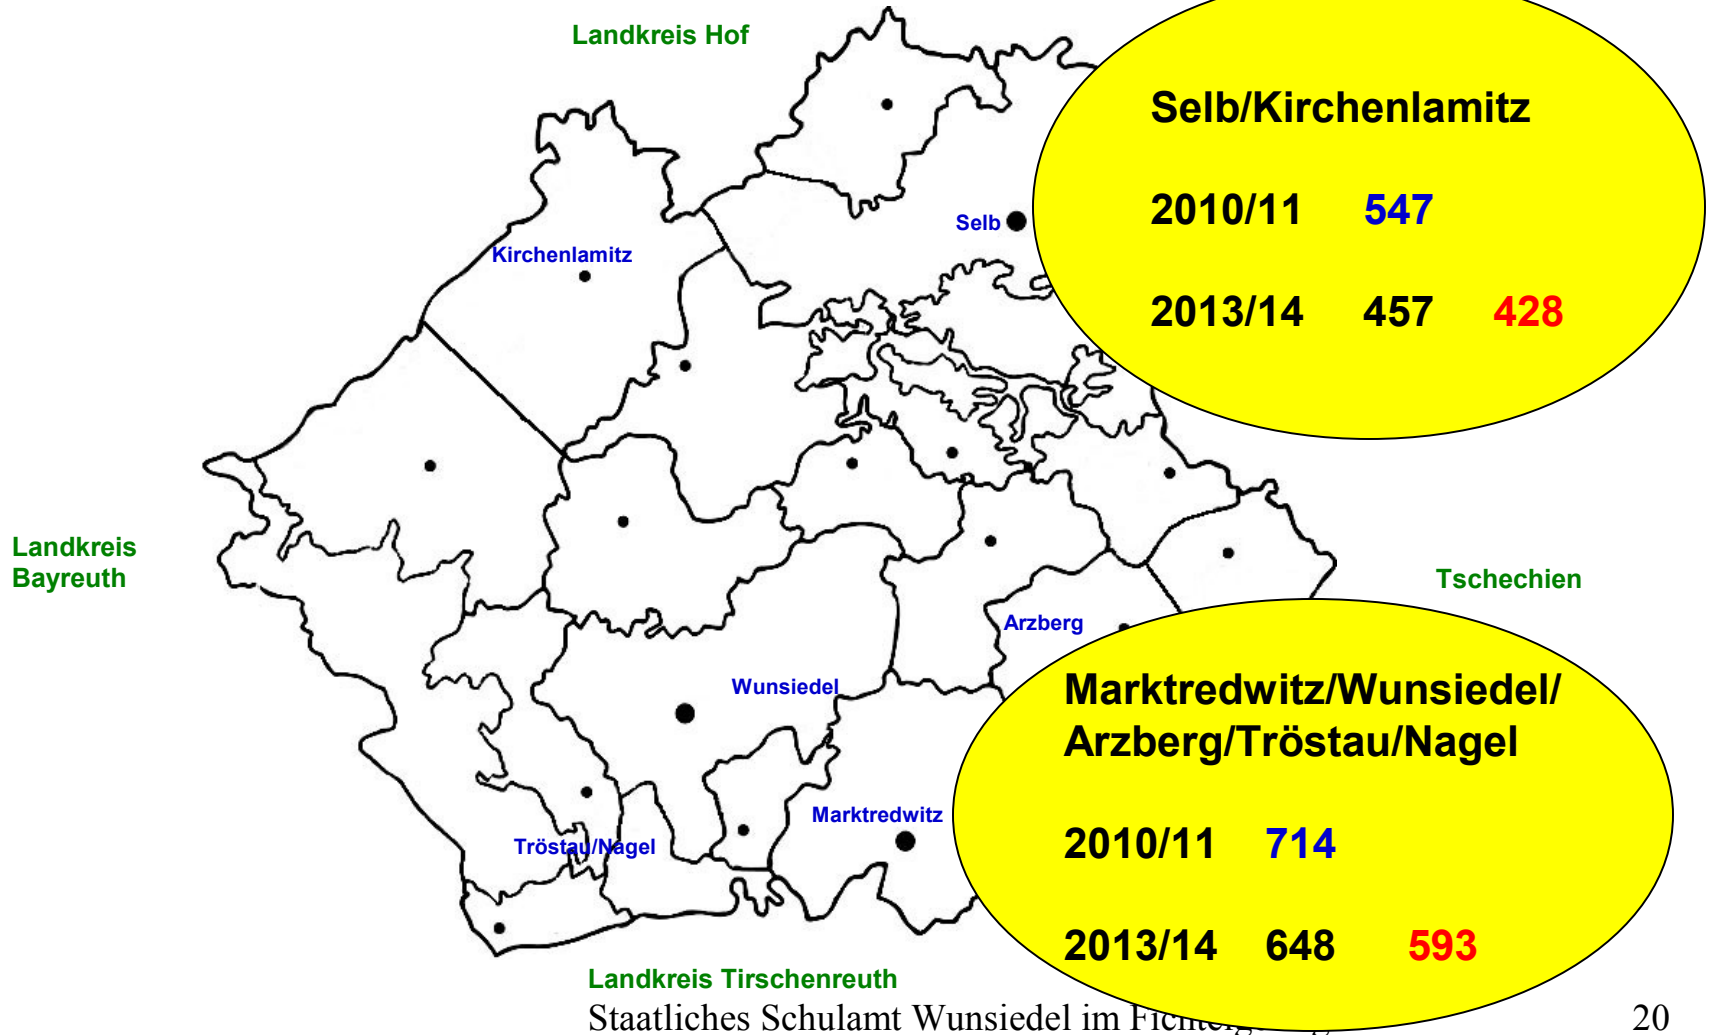 Landkreis Hof
Selb/Kirchenlamitz
2010/11 547
2013/14 457 428
Selb
Kirchenlamitz
Landkreis
Bayreuth
Tschechien
Arzberg
Wunsiedel
Marktredwitz
Tröstau/Nagel
Marktredwitz/Wunsiedel/
Arzberg/Tröstau/Nagel
2010/11 714
2013/14 648 593
Landkreis Tirschenreuth
Staatliches Schulamt Wunsiedel im
20